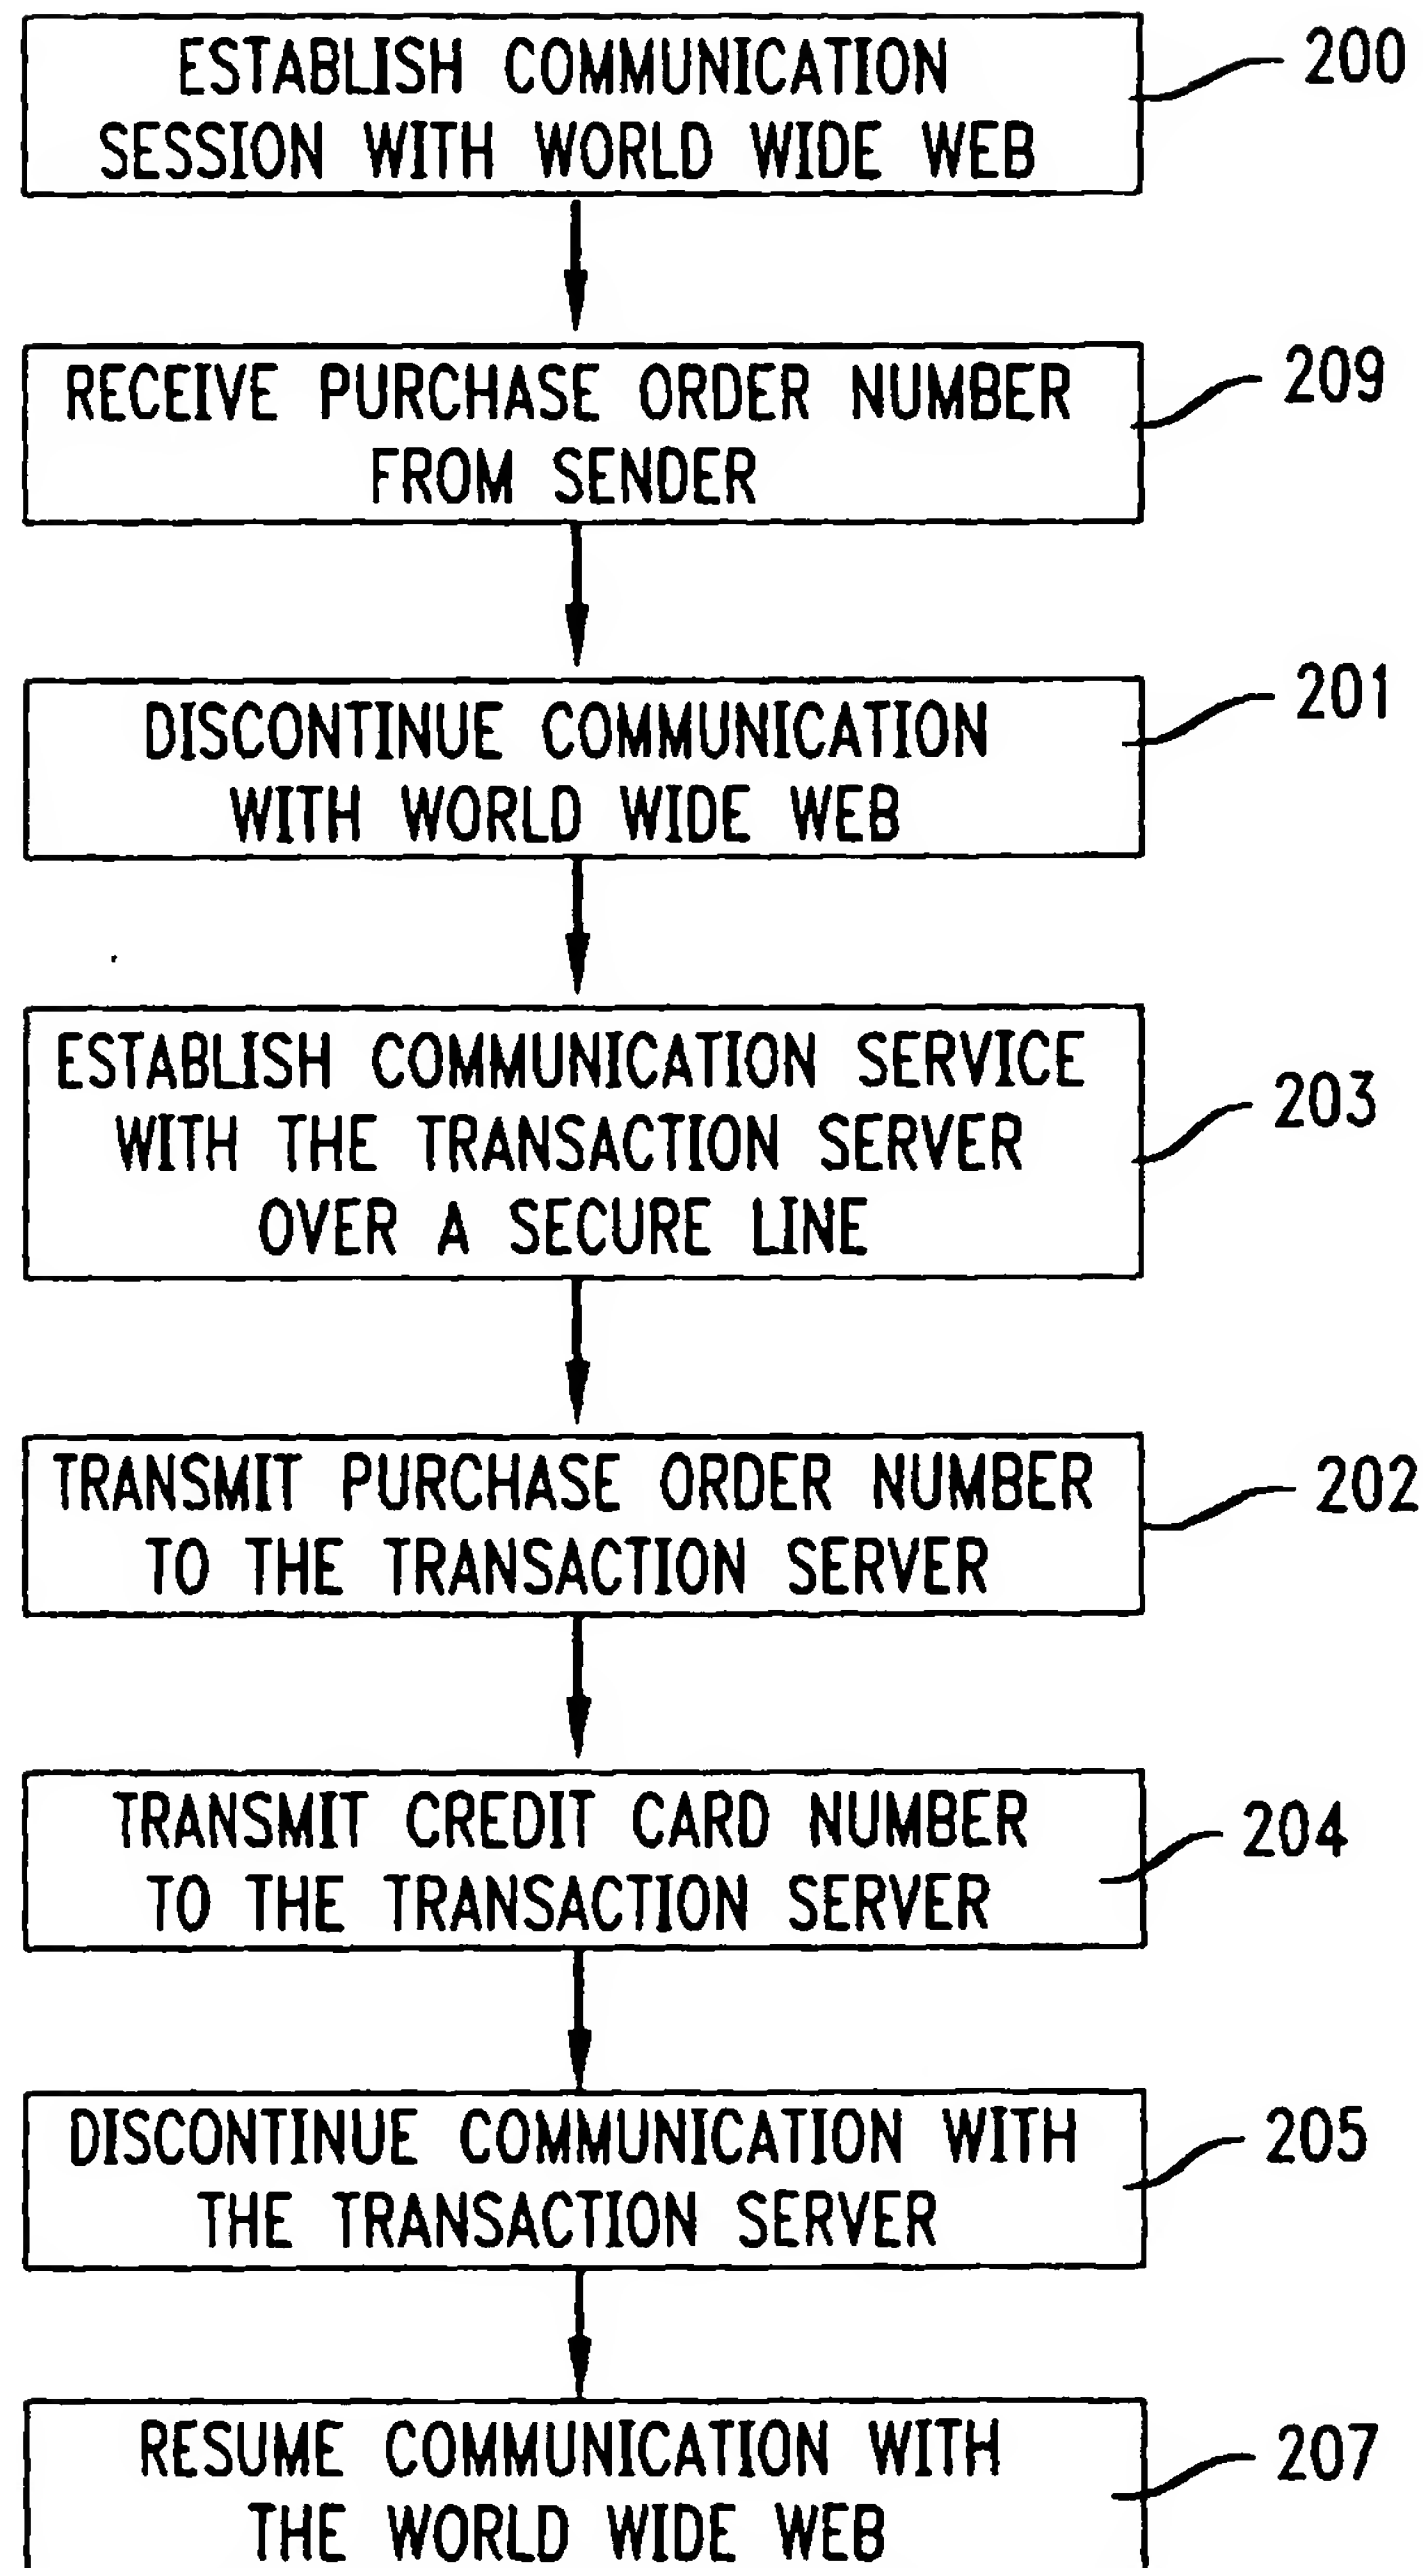 ESTABLISH COMMUNICATION
SESSION WITH WORLD WIDE WEB
200
RECEIVE PURCHASE ORDER NUMBER
FROM SENDER
209
DISCONTINUE COMMUNICATION
WITH WORLD WIDE WEB
201
ESTABLISH COMMUNICATION SERVICE
WITH THE TRANSACTION SERVER
OVER A SECURE LINE
203
TRANSMIT PURCHASE ORDER NUMBER
TO THE TRANSACTION SERVER
202
TRANSMIT CREDIT CARD NUMBER
TO THE TRANSACTION SERVER
204
DISCONTINUE COMMUNICATION WITH
THE TRANSACTION SERVER
205
RESUME COMMUNICATION WITH
THE WORLD WIDE WEB
207